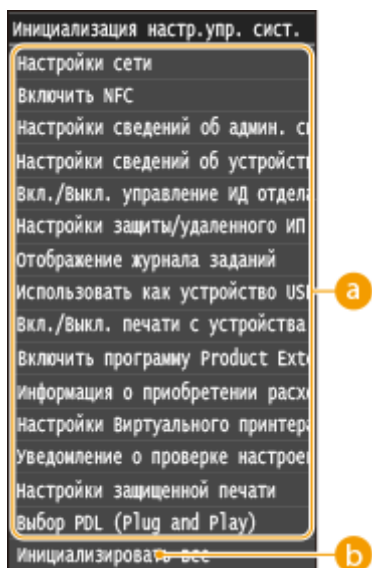 Инициализация настр.упр. сист.
Настройки сети
Включить NFC
Настройки сведений об админ. с
Настройки сведений об устройст
Вкл./Выкл. управление ИД отдела
Настройки защиты/удаленного ИП
Отображение журнала заданий
Использовать как устройство USB
Вкл./Выкл. печати с устройства
Включить программу Product Exte
Информация о приобретении расх
Настройки Виртуального принтера
Уведомление о проверке настрое
Настройки защищенной печати
Выбор PDL (Plug and Play)
Инициализировать все
a
b